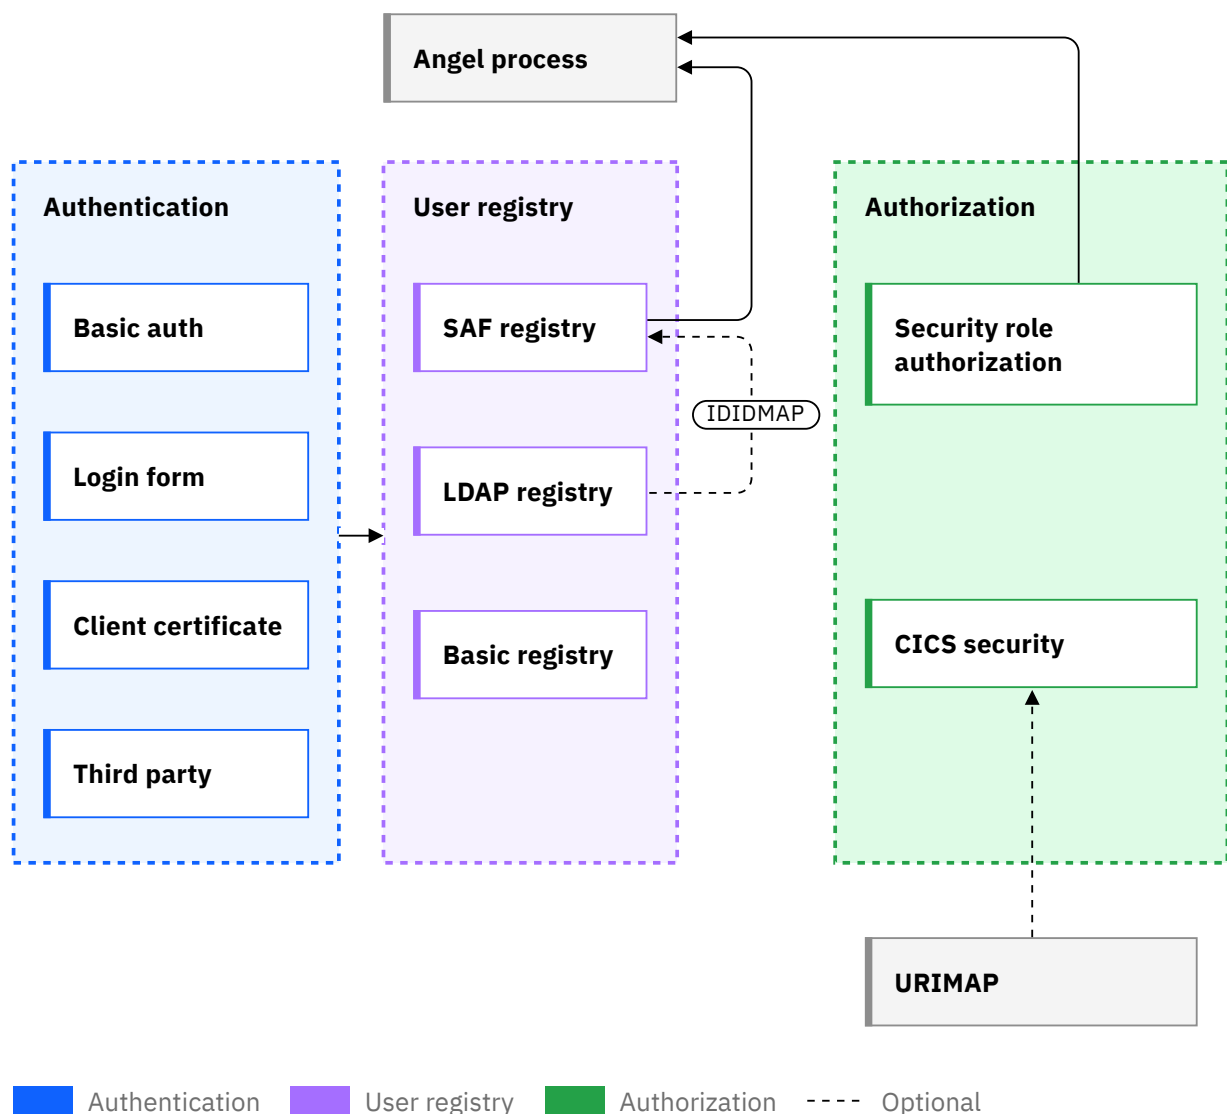 Angel process
Authentication
User registry
Authorization
Basic auth
SAF registry
Security role
authorization
IDIDMAP
Login form
LDAP registry
Client certificate
Basic registry
CICS security
Third party
URIMAP
Authentication
User registry
Authorization
Optional